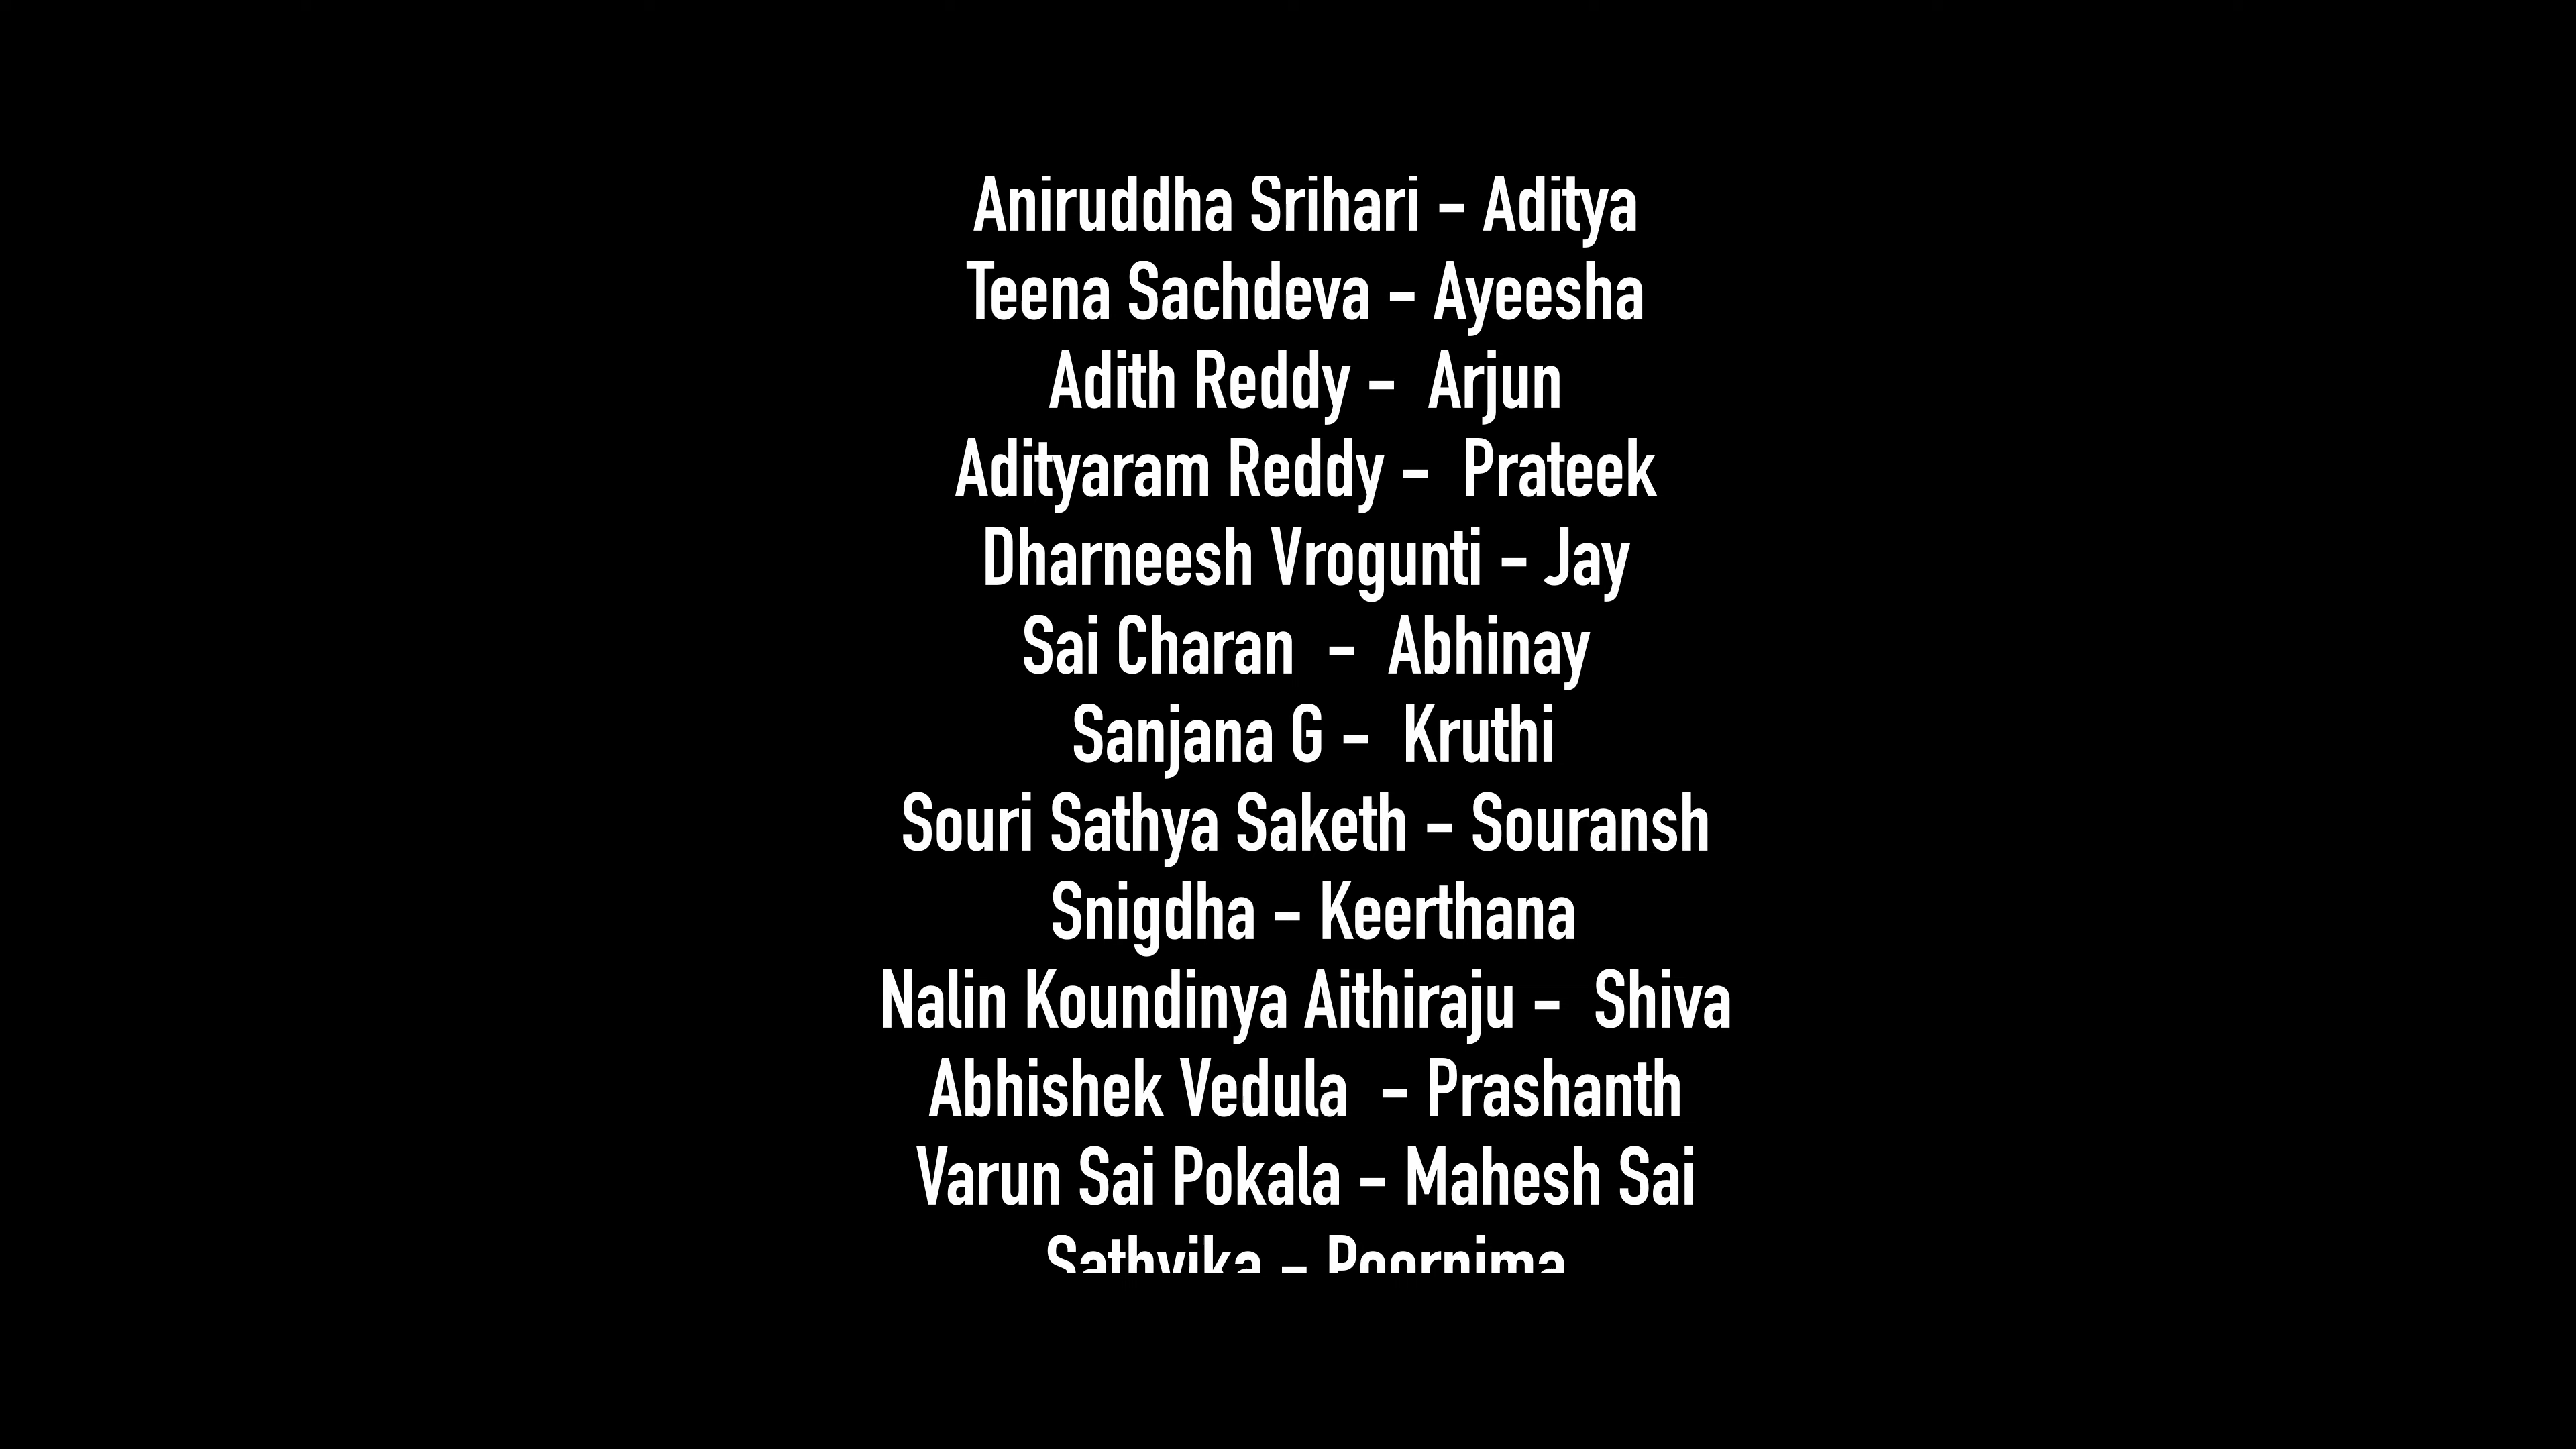 Aniruddha Srihari - Aditya
Teena Sachdeva - Ayeesha
Adith Reddy -  Arjun
Adityaram Reddy -  Prateek
Dharneesh Vrogunti - Jay
Sai Charan  -  Abhinay
Sanjana G -  Kruthi
Souri Sathya Saketh - Souransh
Snigdha - Keerthana
Nalin Koundinya Aithiraju -  Shiva
Abhishek Vedula  - Prashanth
Varun Sai Pokala - Mahesh Sai
Sathvika - Poornima